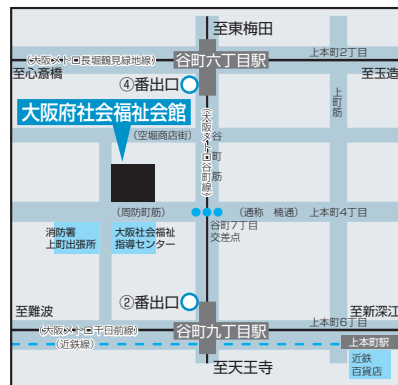 至東梅田
上本町2丁目
(大阪メトロ長堀鶴見緑地線)
谷町六丁目駅
至心斎橋
至玉造
④番出口
上町筋
大阪府社会福祉会館
(空堀商店街)
谷町筋
(大阪メトロ谷町線)
(周防町筋)
(通称 楠通)
上本町4丁目
谷町7丁目
交差点
消防署
上町出張所
大阪社会福祉
指導センター
②番出口
至難波
至新深江
上本町6丁目
(大阪メトロ千日前線)
谷町九丁目駅
(近鉄線)
上本町駅
至天王寺
近鉄
百貨店